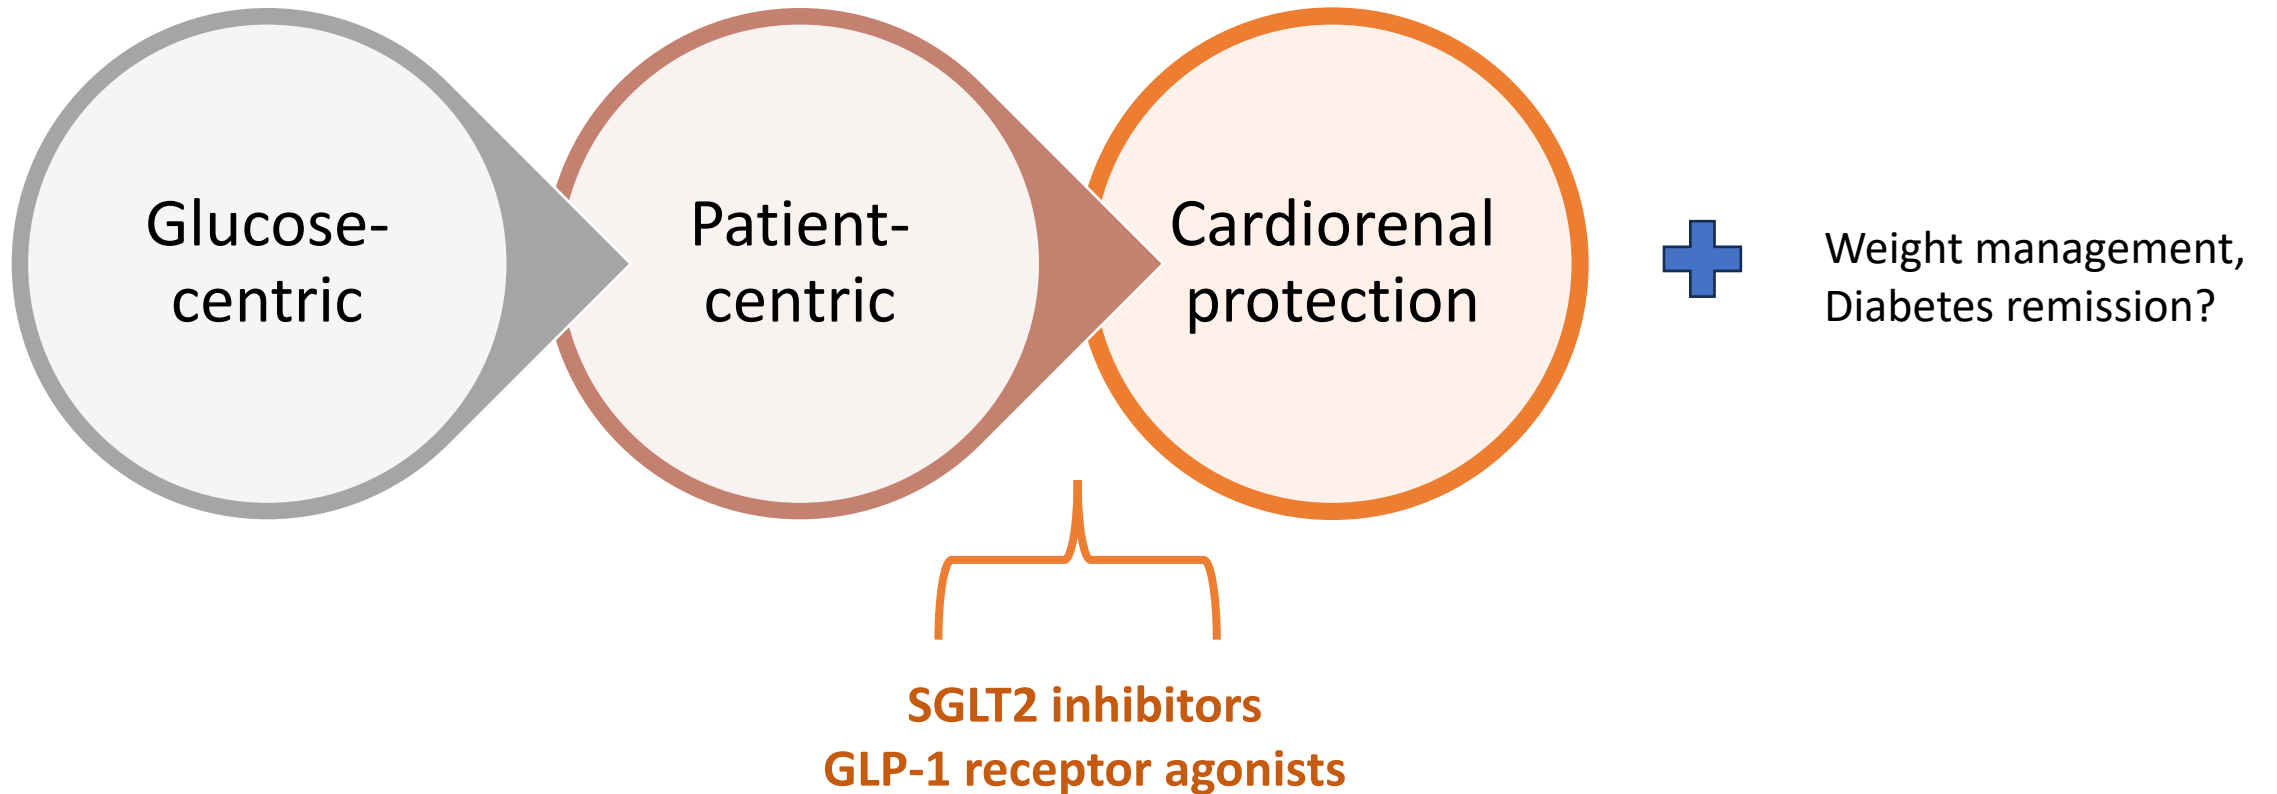 Glucose-
centric
Patient-
centric
Cardiorenal
protection
Weight management,
Diabetes remission?
SGLT2 inhibitors
GLP-1 receptor agonists